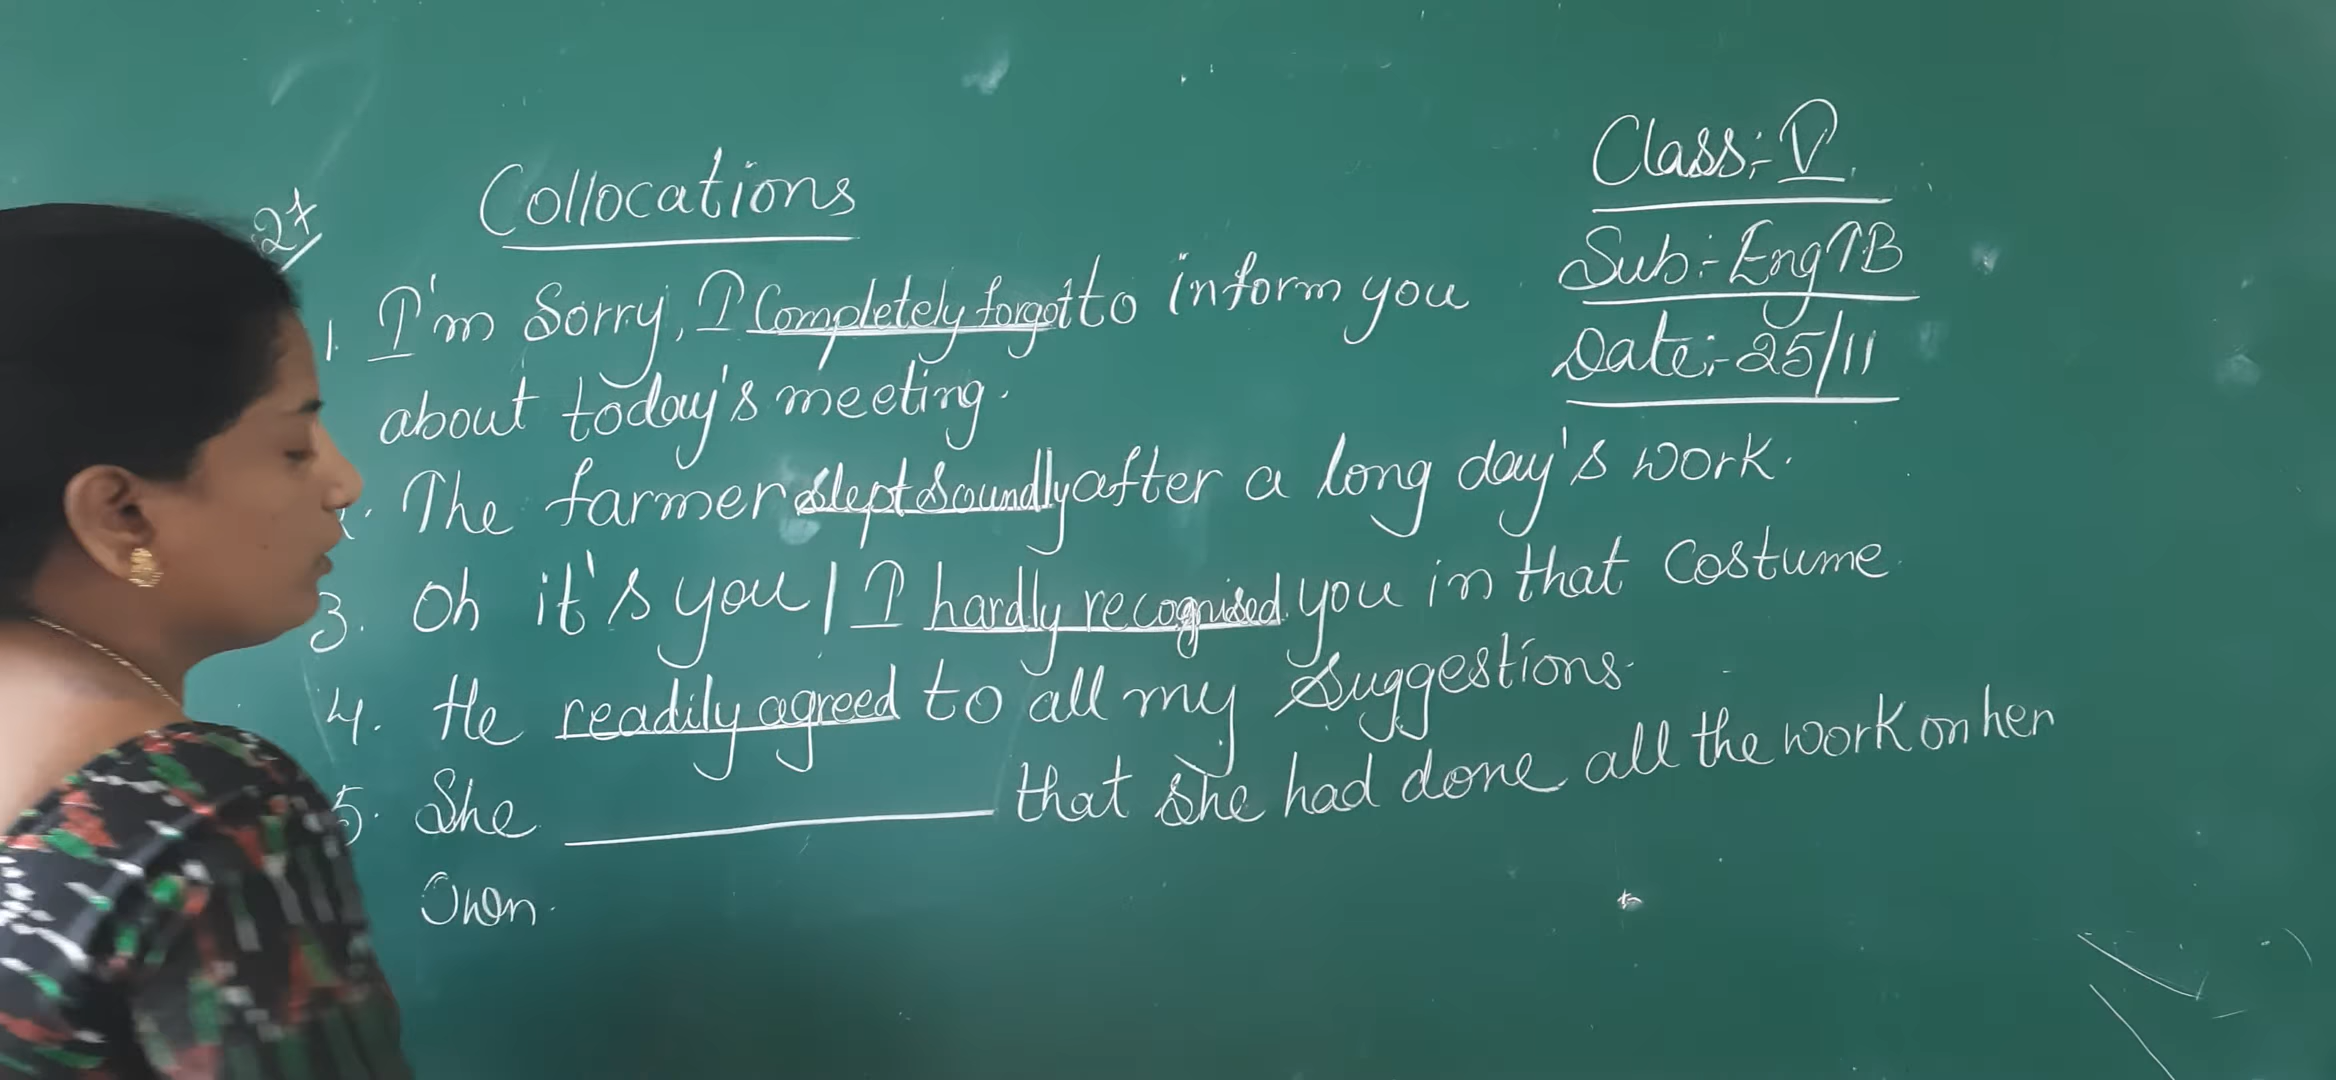 27
Collocations
Class:- V
Sub:- Eng TB
Date:- 25/11
1. I'm Sorry, I Completely forgot to inform you
about today's meeting.
The farmer slept Soundly after a long day's work.
3. Oh it's you! I hardly recognised you in that Costume.
4. He readily agreed to all my Suggestions.
5. She ________ that she had done all the work on her
Own.